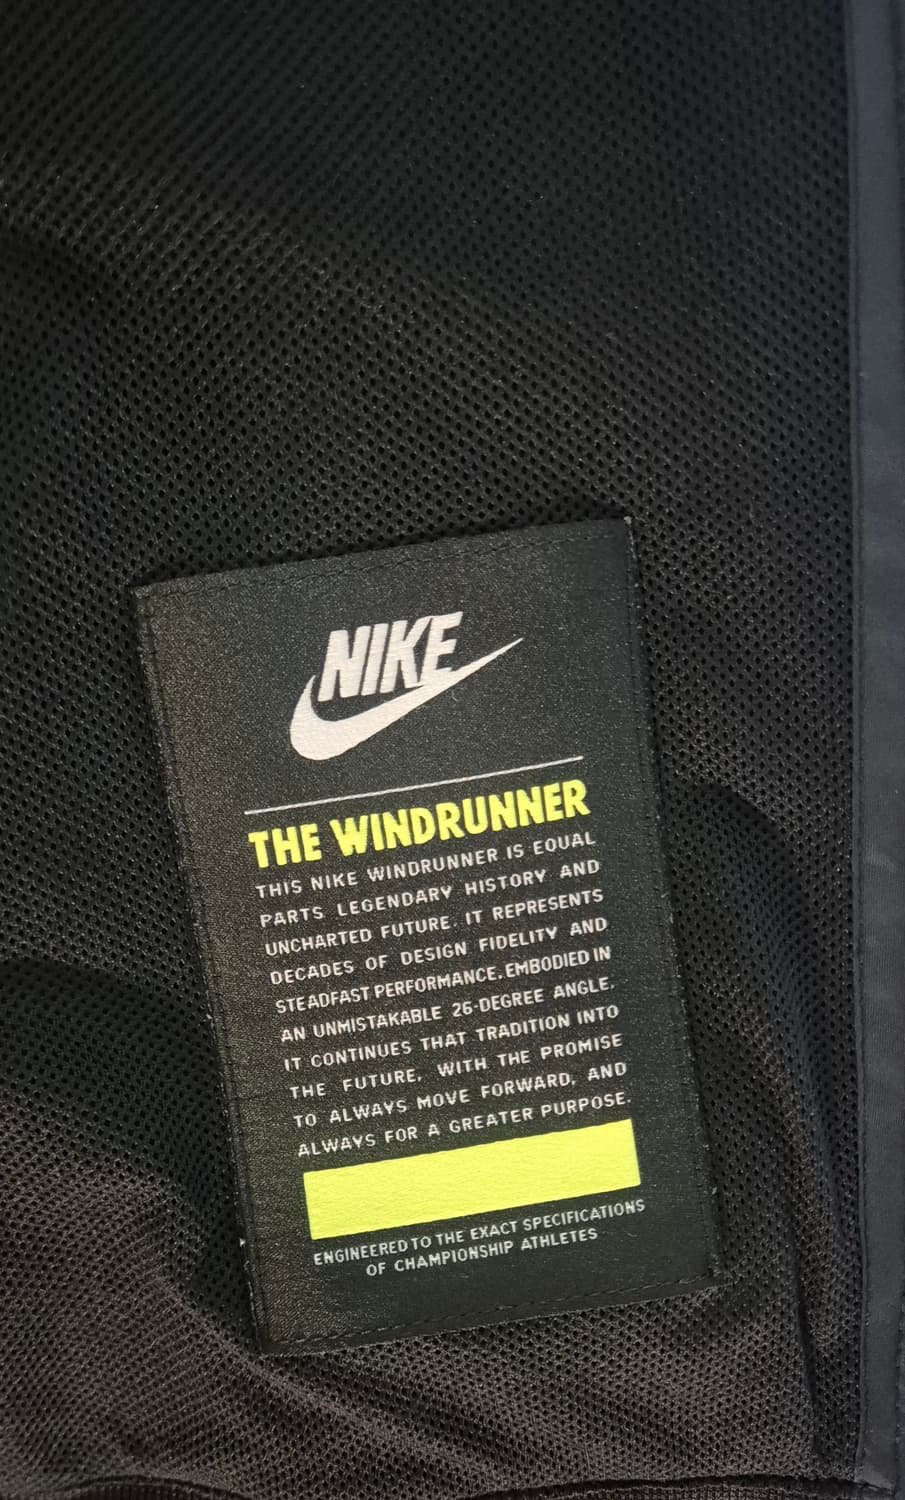 NIKE
THE WINDRUNNER
THIS NIKE WINDRUNNER IS EQUAL
PARTS LEGENDARY HISTORY AND
UNCHARTED FUTURE. IT REPRESENTS
DECADES OF DESIGN FIDELITY AND
STEADFAST PERFORMANCE. EMBODIED IN
AN UNMISTAKABLE 26-DEGREE ANGLE,
IT CONTINUES THAT TRADITION INTO
THE FUTURE, WITH THE PROMISE
TO ALWAYS MOVE FORWARD, AND
ALWAYS FOR A GREATER PURPOSE.
ENGINEERED TO THE EXACT SPECIFICATIONS
OF CHAMPIONSHIP ATHLETES